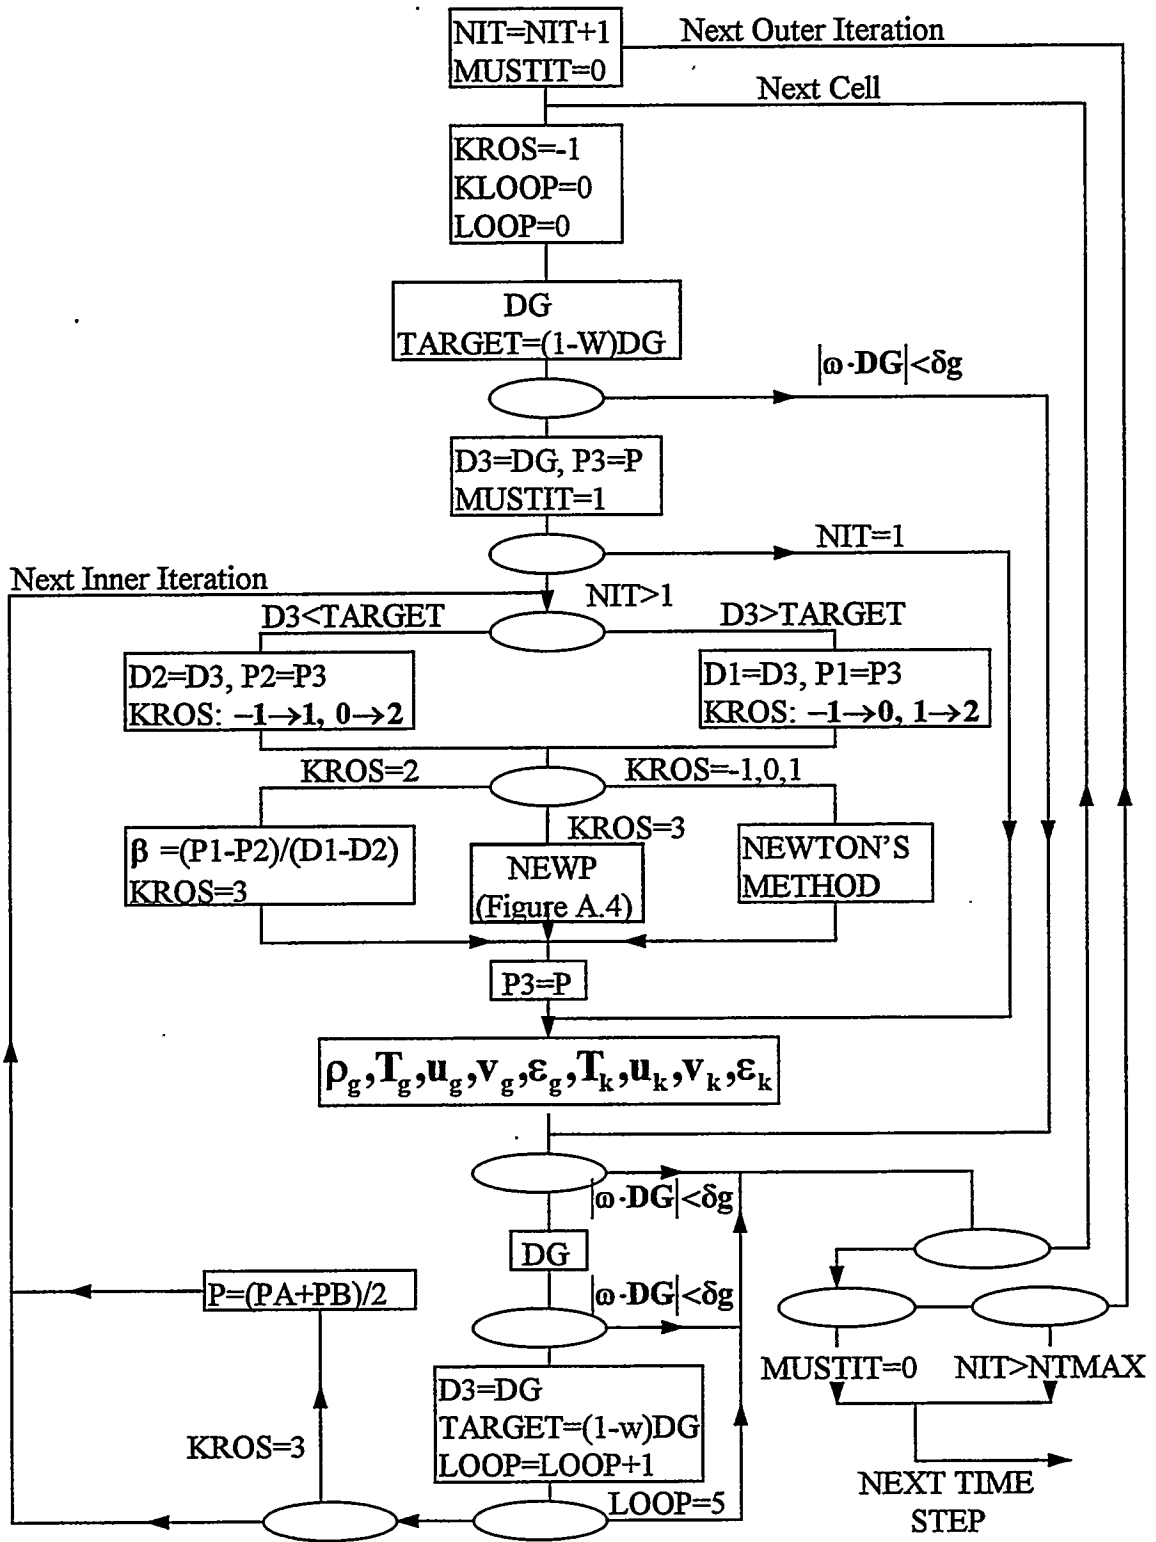 NIT=NIT+1
MUSTIT=0
Next Outer Iteration
Next Cell
KROS=-1
KLOOP=0
LOOP=0
DG
TARGET=(1-W)DG
|ω·DG|<δg
D3=DG, P3=P
MUSTIT=1
NIT=1
Next Inner Iteration
NIT>1
D3<TARGET
D3>TARGET
D2=D3, P2=P3
KROS: −1→1, 0→2
D1=D3, P1=P3
KROS: −1→0, 1→2
KROS=2
KROS=-1,0,1
KROS=3
β =(P1-P2)/(D1-D2)
KROS=3
NEWP
(Figure A.4)
NEWTON'S
METHOD
P3=P
ρg,Tg,ug,vg,εg,Tk,uk,vk,εk
|ω·DG|<δg
DG
P=(PA+PB)/2
|ω·DG|<δg
MUSTIT=0
NIT>NTMAX
D3=DG
TARGET=(1-w)DG
LOOP=LOOP+1
KROS=3
LOOP=5
NEXT TIME
STEP